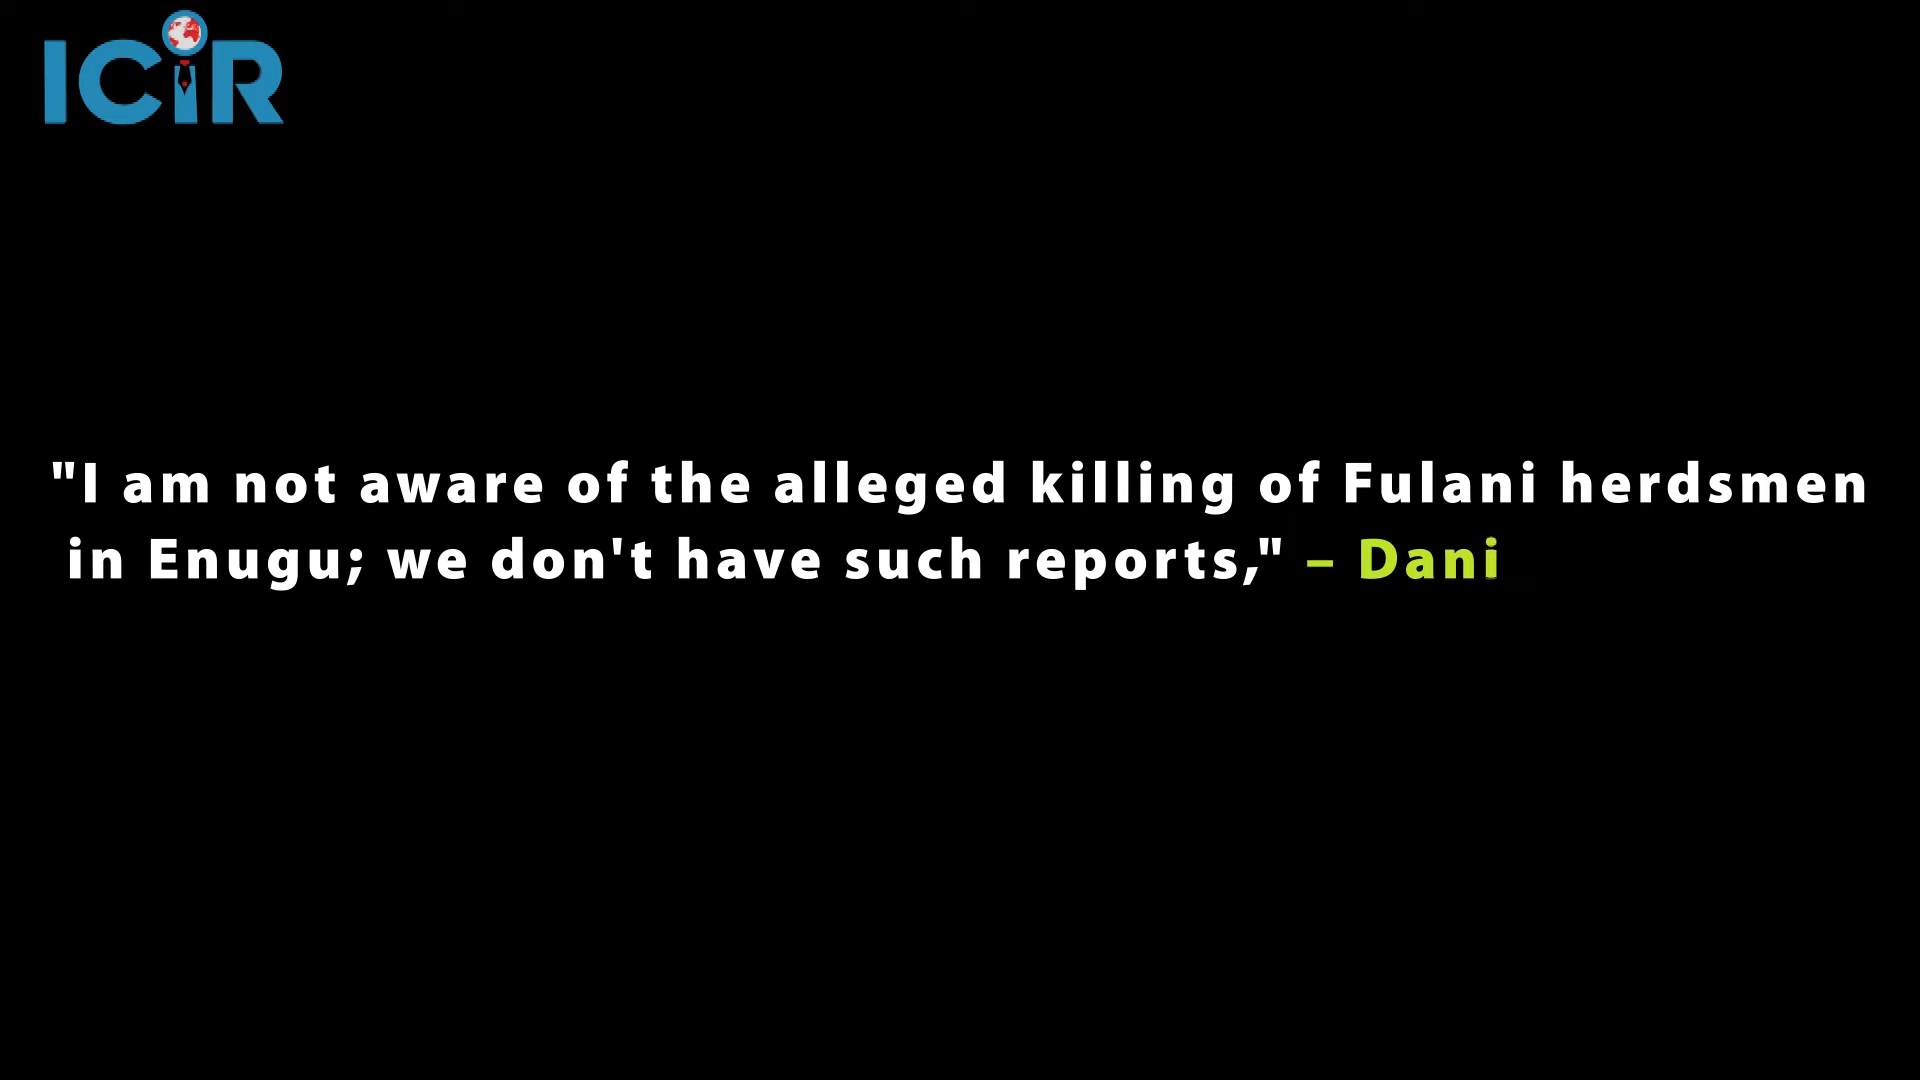 ICiR
"I am not aware of the alleged killing of Fulani herdsmen
in Enugu; we don't have such reports," – Dani